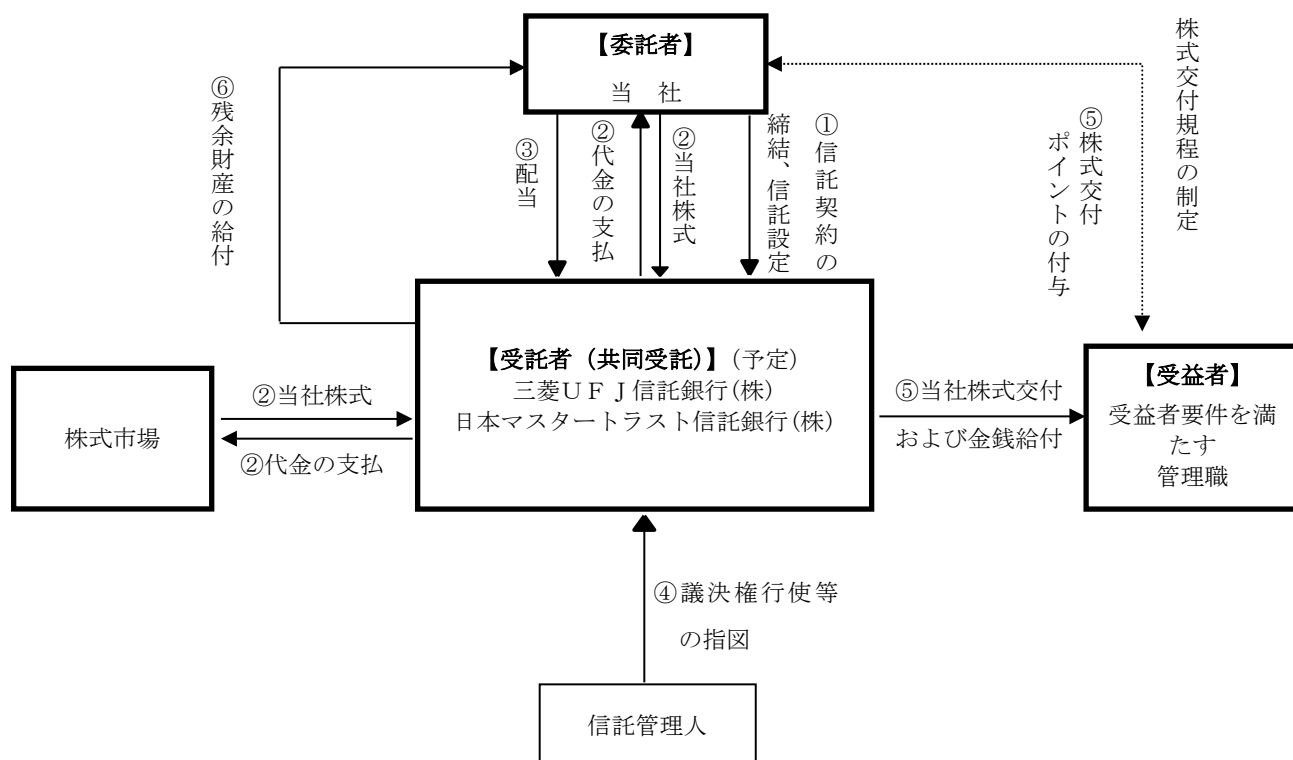 【委託者】
当 社
⑥残余財産の給付
③配当
②代金の支払
②当社株式
①信託契約の
締結、信託設定
株式交付規程の制定
⑤株式交付
ポイントの付与
【受託者（共同受託）】(予定)
三菱ＵＦＪ信託銀行(株)
日本マスタートラスト信託銀行(株)
株式市場
②当社株式
②代金の支払
⑤当社株式交付
および金銭給付
【受益者】
受益者要件を満
たす
管理職
④議決権行使等
の指図
信託管理人